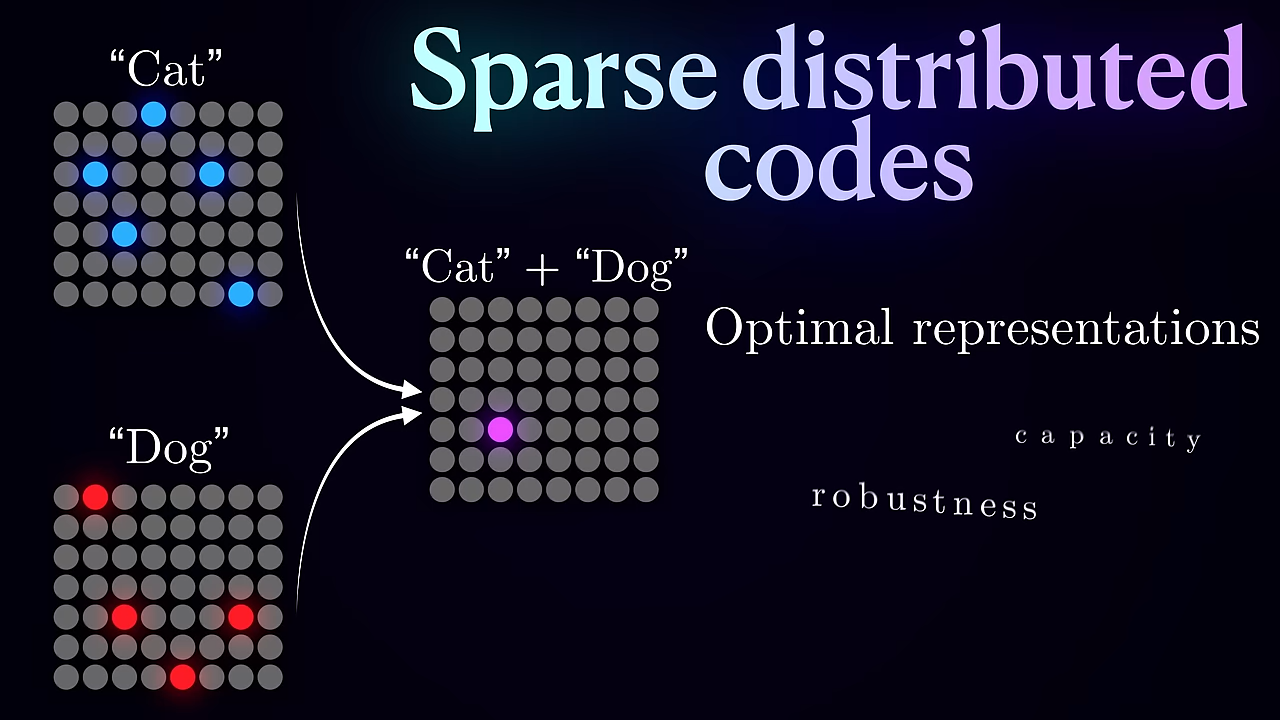 Sparse distributed
codes
“Cat”
“Cat” + “Dog”
Optimal representations
“Dog”
capacity
robustness